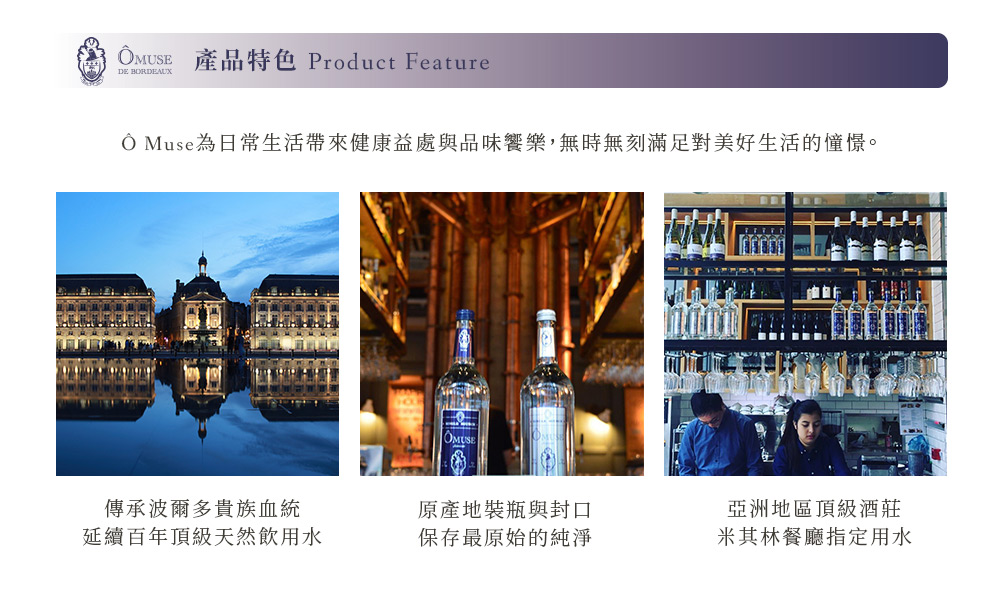 ÔMUSE
DE BORDEAUX
產品特色 Product Feature
Ô Muse為日常生活帶來健康益處與品味饗樂，無時無刻滿足對美好生活的憧憬。
ÔMUSE
ÔMUSE
傳承波爾多貴族血統
延續百年頂級天然飲用水
原產地裝瓶與封口
保存最原始的純淨
亞洲地區頂級酒莊
米其林餐廳指定用水